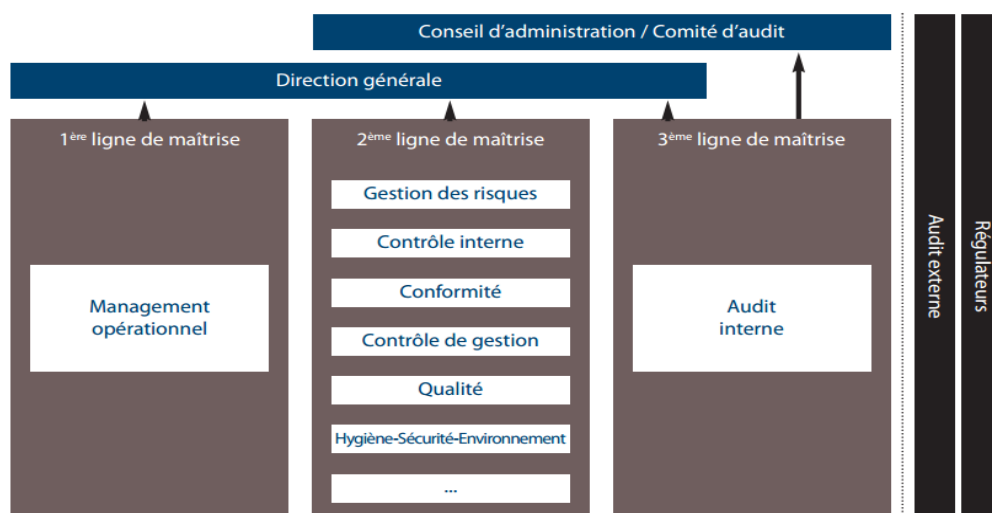 Conseil d'administration / Comité d'audit
Direction générale
1ère ligne de maîtrise
2ème ligne de maîtrise
3ème ligne de maîtrise
Gestion des risques
Contrôle interne
Conformité
Contrôle de gestion
Qualité
Hygiène-Sécurité-Environnement
...
Management
opérationnel
Audit
interne
Audit externe
Régulateurs